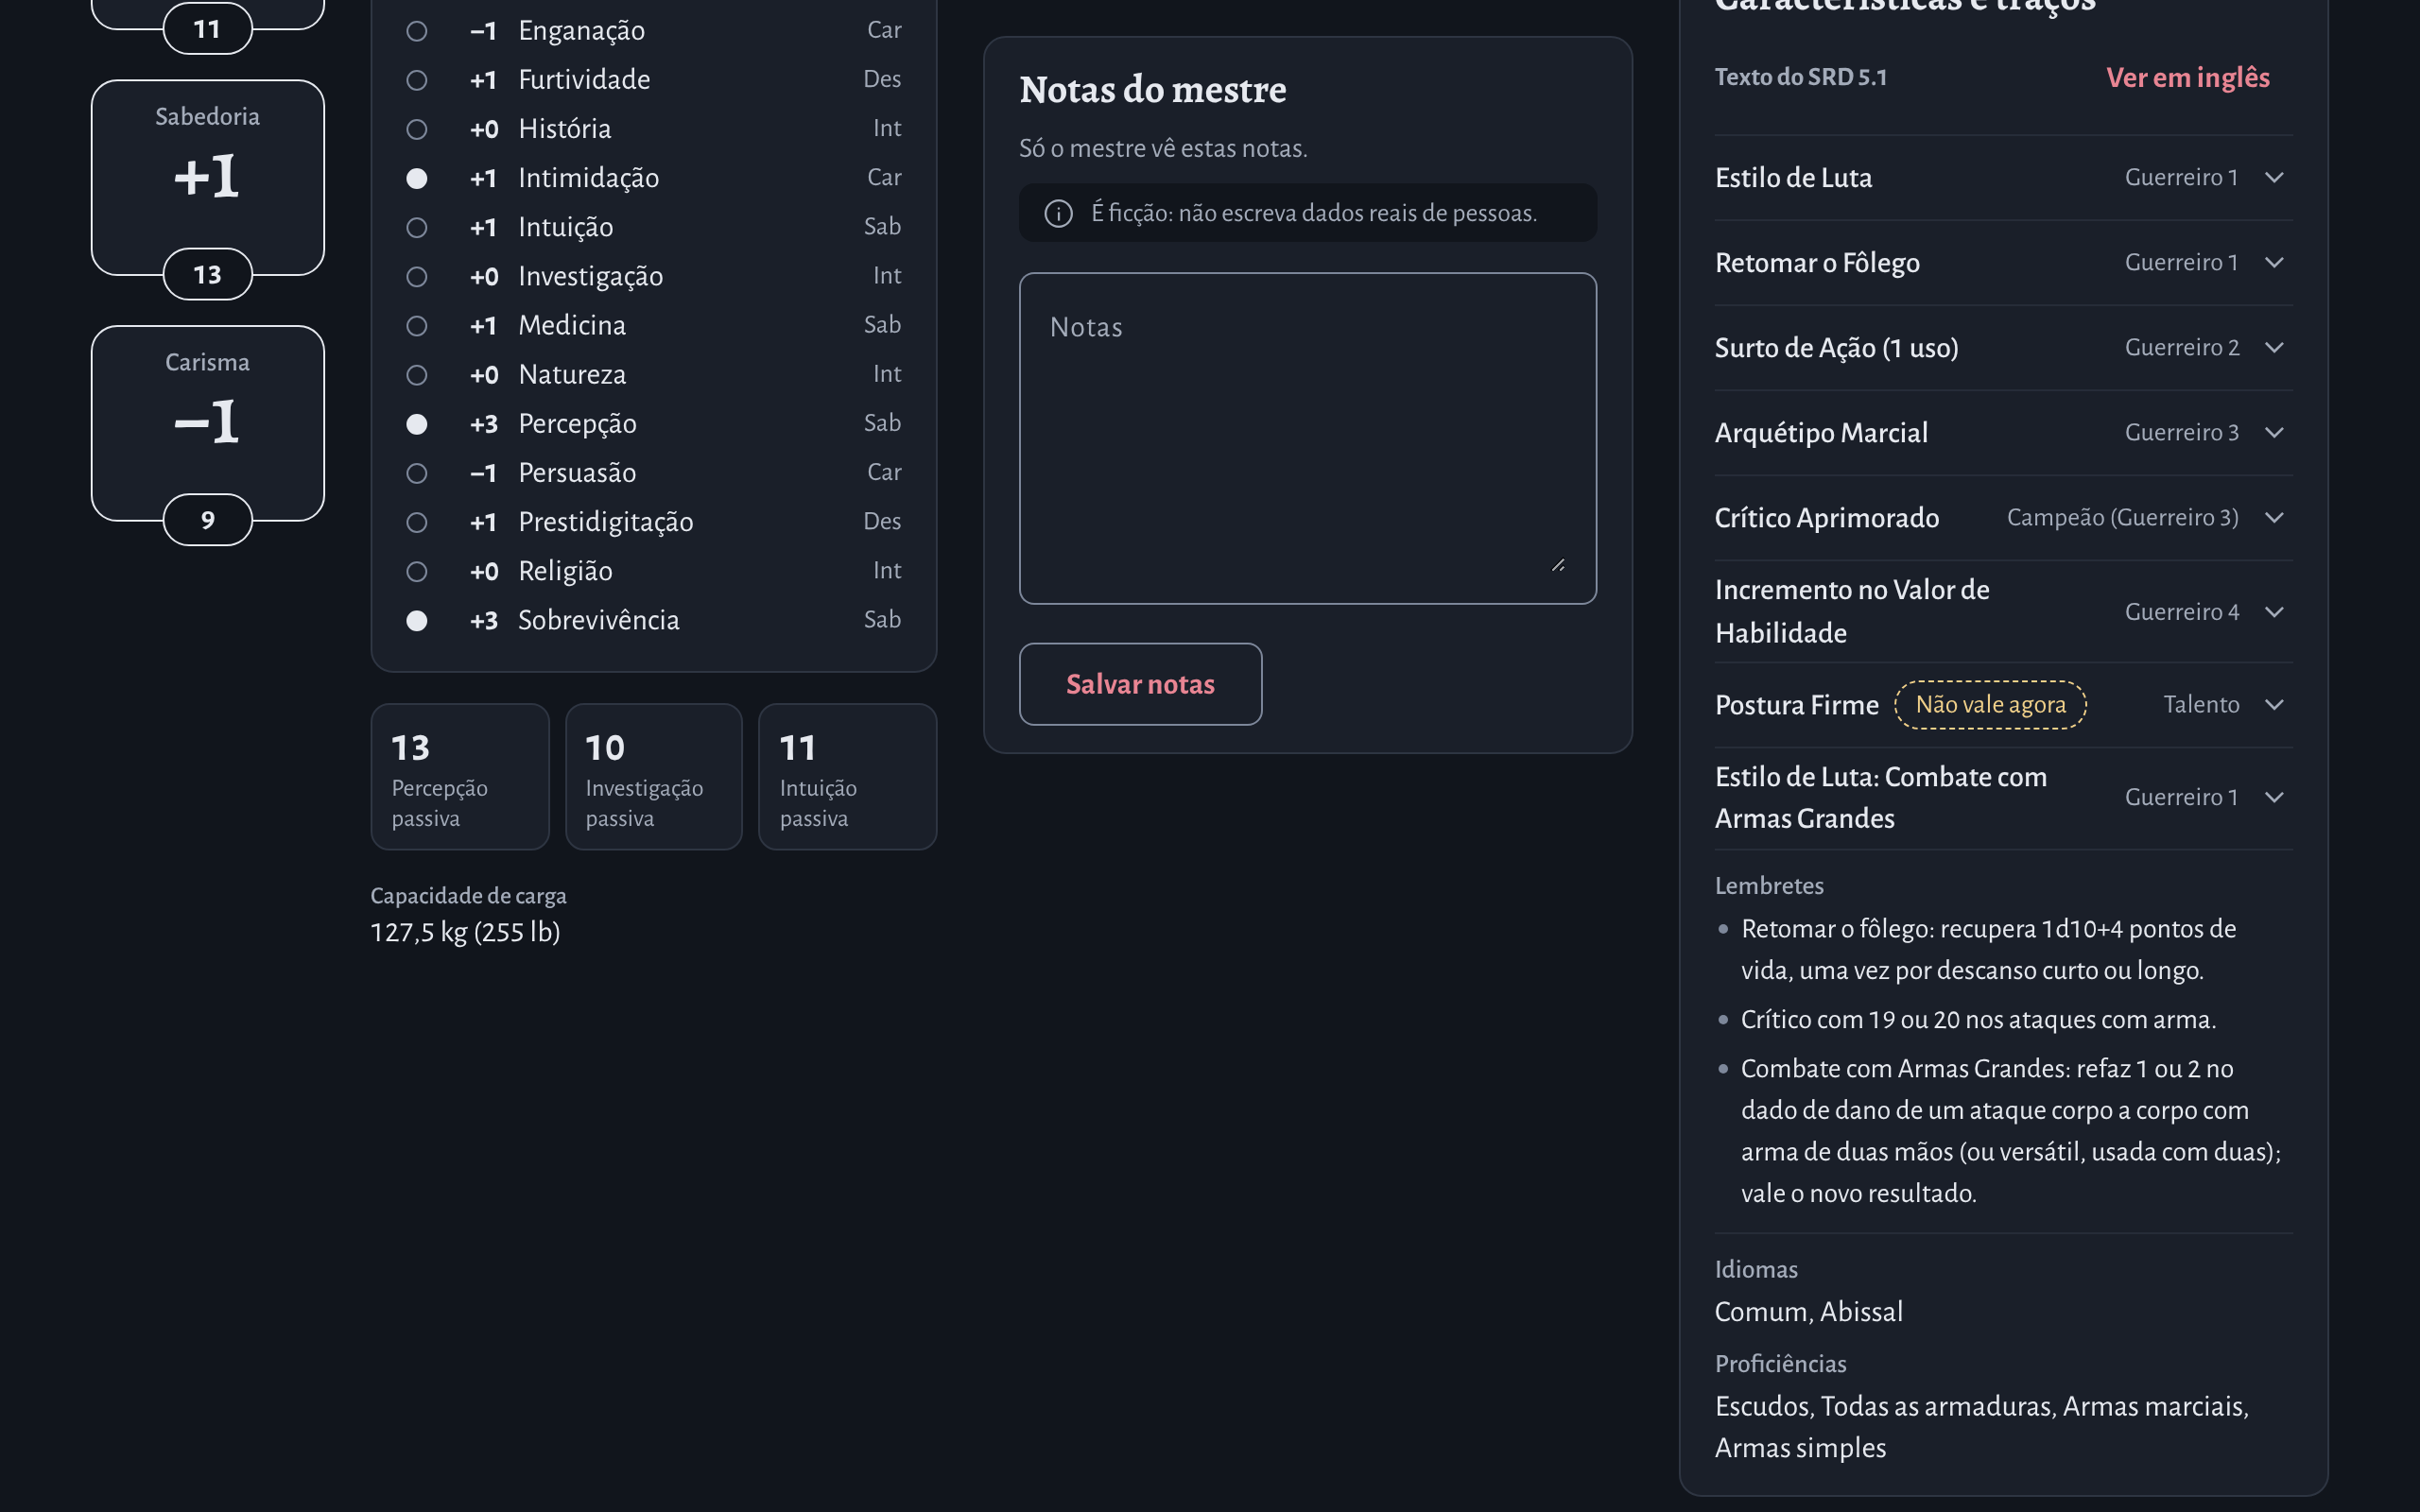 11
Sabedoria
+1
13
Carisma
−1
9
−1 Enganação Car
+1 Furtividade Des
+0 História Int
+1 Intimidação Car
+1 Intuição Sab
+0 Investigação Int
+1 Medicina Sab
+0 Natureza Int
+3 Percepção Sab
−1 Persuasão Car
+1 Prestidigitação Des
+0 Religião Int
+3 Sobrevivência Sab
13
Percepção
passiva
10
Investigação
passiva
11
Intuição
passiva
Capacidade de carga
127,5 kg (255 lb)
Notas do mestre
Só o mestre vê estas notas.
É ficção: não escreva dados reais de pessoas.
Notas
Salvar notas
Características e traços
Texto do SRD 5.1 Ver em inglês
Estilo de Luta Guerreiro 1
Retomar o Fôlego Guerreiro 1
Surto de Ação (1 uso) Guerreiro 2
Arquétipo Marcial Guerreiro 3
Crítico Aprimorado Campeão (Guerreiro 3)
Incremento no Valor de
Habilidade Guerreiro 4
Postura Firme Não vale agora Talento
Estilo de Luta: Combate com
Armas Grandes Guerreiro 1
Lembretes
Retomar o fôlego: recupera 1d10+4 pontos de
vida, uma vez por descanso curto ou longo.
Crítico com 19 ou 20 nos ataques com arma.
Combate com Armas Grandes: refaz 1 ou 2 no
dado de dano de um ataque corpo a corpo com
arma de duas mãos (ou versátil, usada com duas);
vale o novo resultado.
Idiomas
Comum, Abissal
Proficiências
Escudos, Todas as armaduras, Armas marciais,
Armas simples